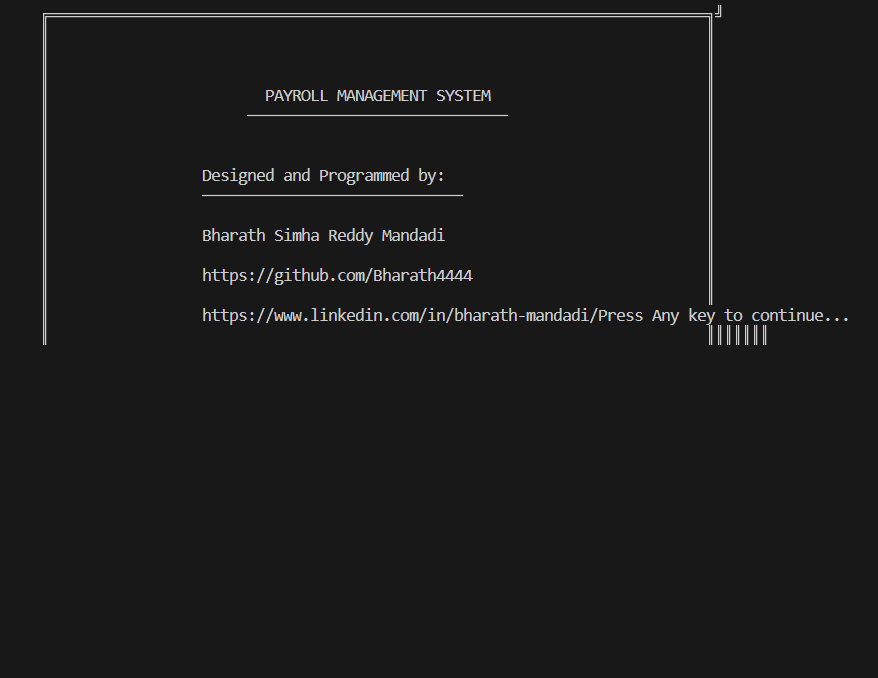 PAYROLL MANAGEMENT SYSTEM
Designed and Programmed by:
Bharath Simha Reddy Mandadi
https://github.com/Bharath4444
https://www.linkedin.com/in/bharath-mandadi/Press Any key to continue...